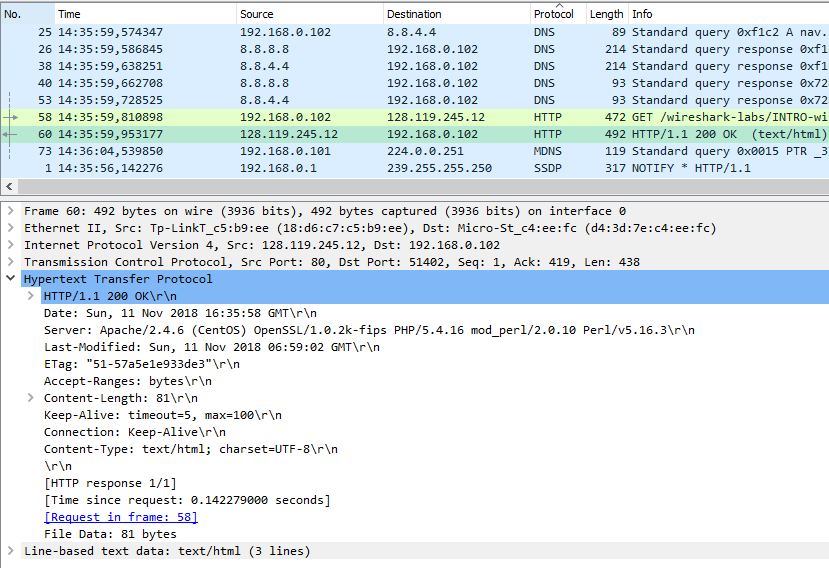 No. Time Source Destination Protocol Length Info
25 14:35:59,574347 192.168.0.102 8.8.4.4 DNS 89 Standard query 0xf1c2 A nav.
26 14:35:59,586845 8.8.8.8 192.168.0.102 DNS 214 Standard query response 0xf1
38 14:35:59,638251 8.8.4.4 192.168.0.102 DNS 214 Standard query response 0xf1
40 14:35:59,662708 8.8.8.8 192.168.0.102 DNS 93 Standard query response 0x72
53 14:35:59,728525 8.8.4.4 192.168.0.102 DNS 93 Standard query response 0x72
58 14:35:59,810898 192.168.0.102 128.119.245.12 HTTP 472 GET /wireshark-labs/INTRO-wi
60 14:35:59,953177 128.119.245.12 192.168.0.102 HTTP 492 HTTP/1.1 200 OK (text/html)
73 14:36:04,539850 192.168.0.101 224.0.0.251 MDNS 119 Standard query 0x0015 PTR _3
1 14:35:56,142276 192.168.0.1 239.255.255.250 SSDP 317 NOTIFY * HTTP/1.1
Frame 60: 492 bytes on wire (3936 bits), 492 bytes captured (3936 bits) on interface 0
Ethernet II, Src: Tp-LinkT_c5:b9:ee (18:d6:c7:c5:b9:ee), Dst: Micro-St_c4:ee:fc (d4:3d:7e:c4:ee:fc)
Internet Protocol Version 4, Src: 128.119.245.12, Dst: 192.168.0.102
Transmission Control Protocol, Src Port: 80, Dst Port: 51402, Seq: 1, Ack: 419, Len: 438
Hypertext Transfer Protocol
HTTP/1.1 200 OK\r\n
Date: Sun, 11 Nov 2018 16:35:58 GMT\r\n
Server: Apache/2.4.6 (CentOS) OpenSSL/1.0.2k-fips PHP/5.4.16 mod_perl/2.0.10 Perl/v5.16.3\r\n
Last-Modified: Sun, 11 Nov 2018 06:59:02 GMT\r\n
ETag: "51-57a5e1e933de3"\r\n
Accept-Ranges: bytes\r\n
Content-Length: 81\r\n
Keep-Alive: timeout=5, max=100\r\n
Connection: Keep-Alive\r\n
Content-Type: text/html; charset=UTF-8\r\n
\r\n
[HTTP response 1/1]
[Time since request: 0.142279000 seconds]
[Request in frame: 58]
File Data: 81 bytes
Line-based text data: text/html (3 lines)